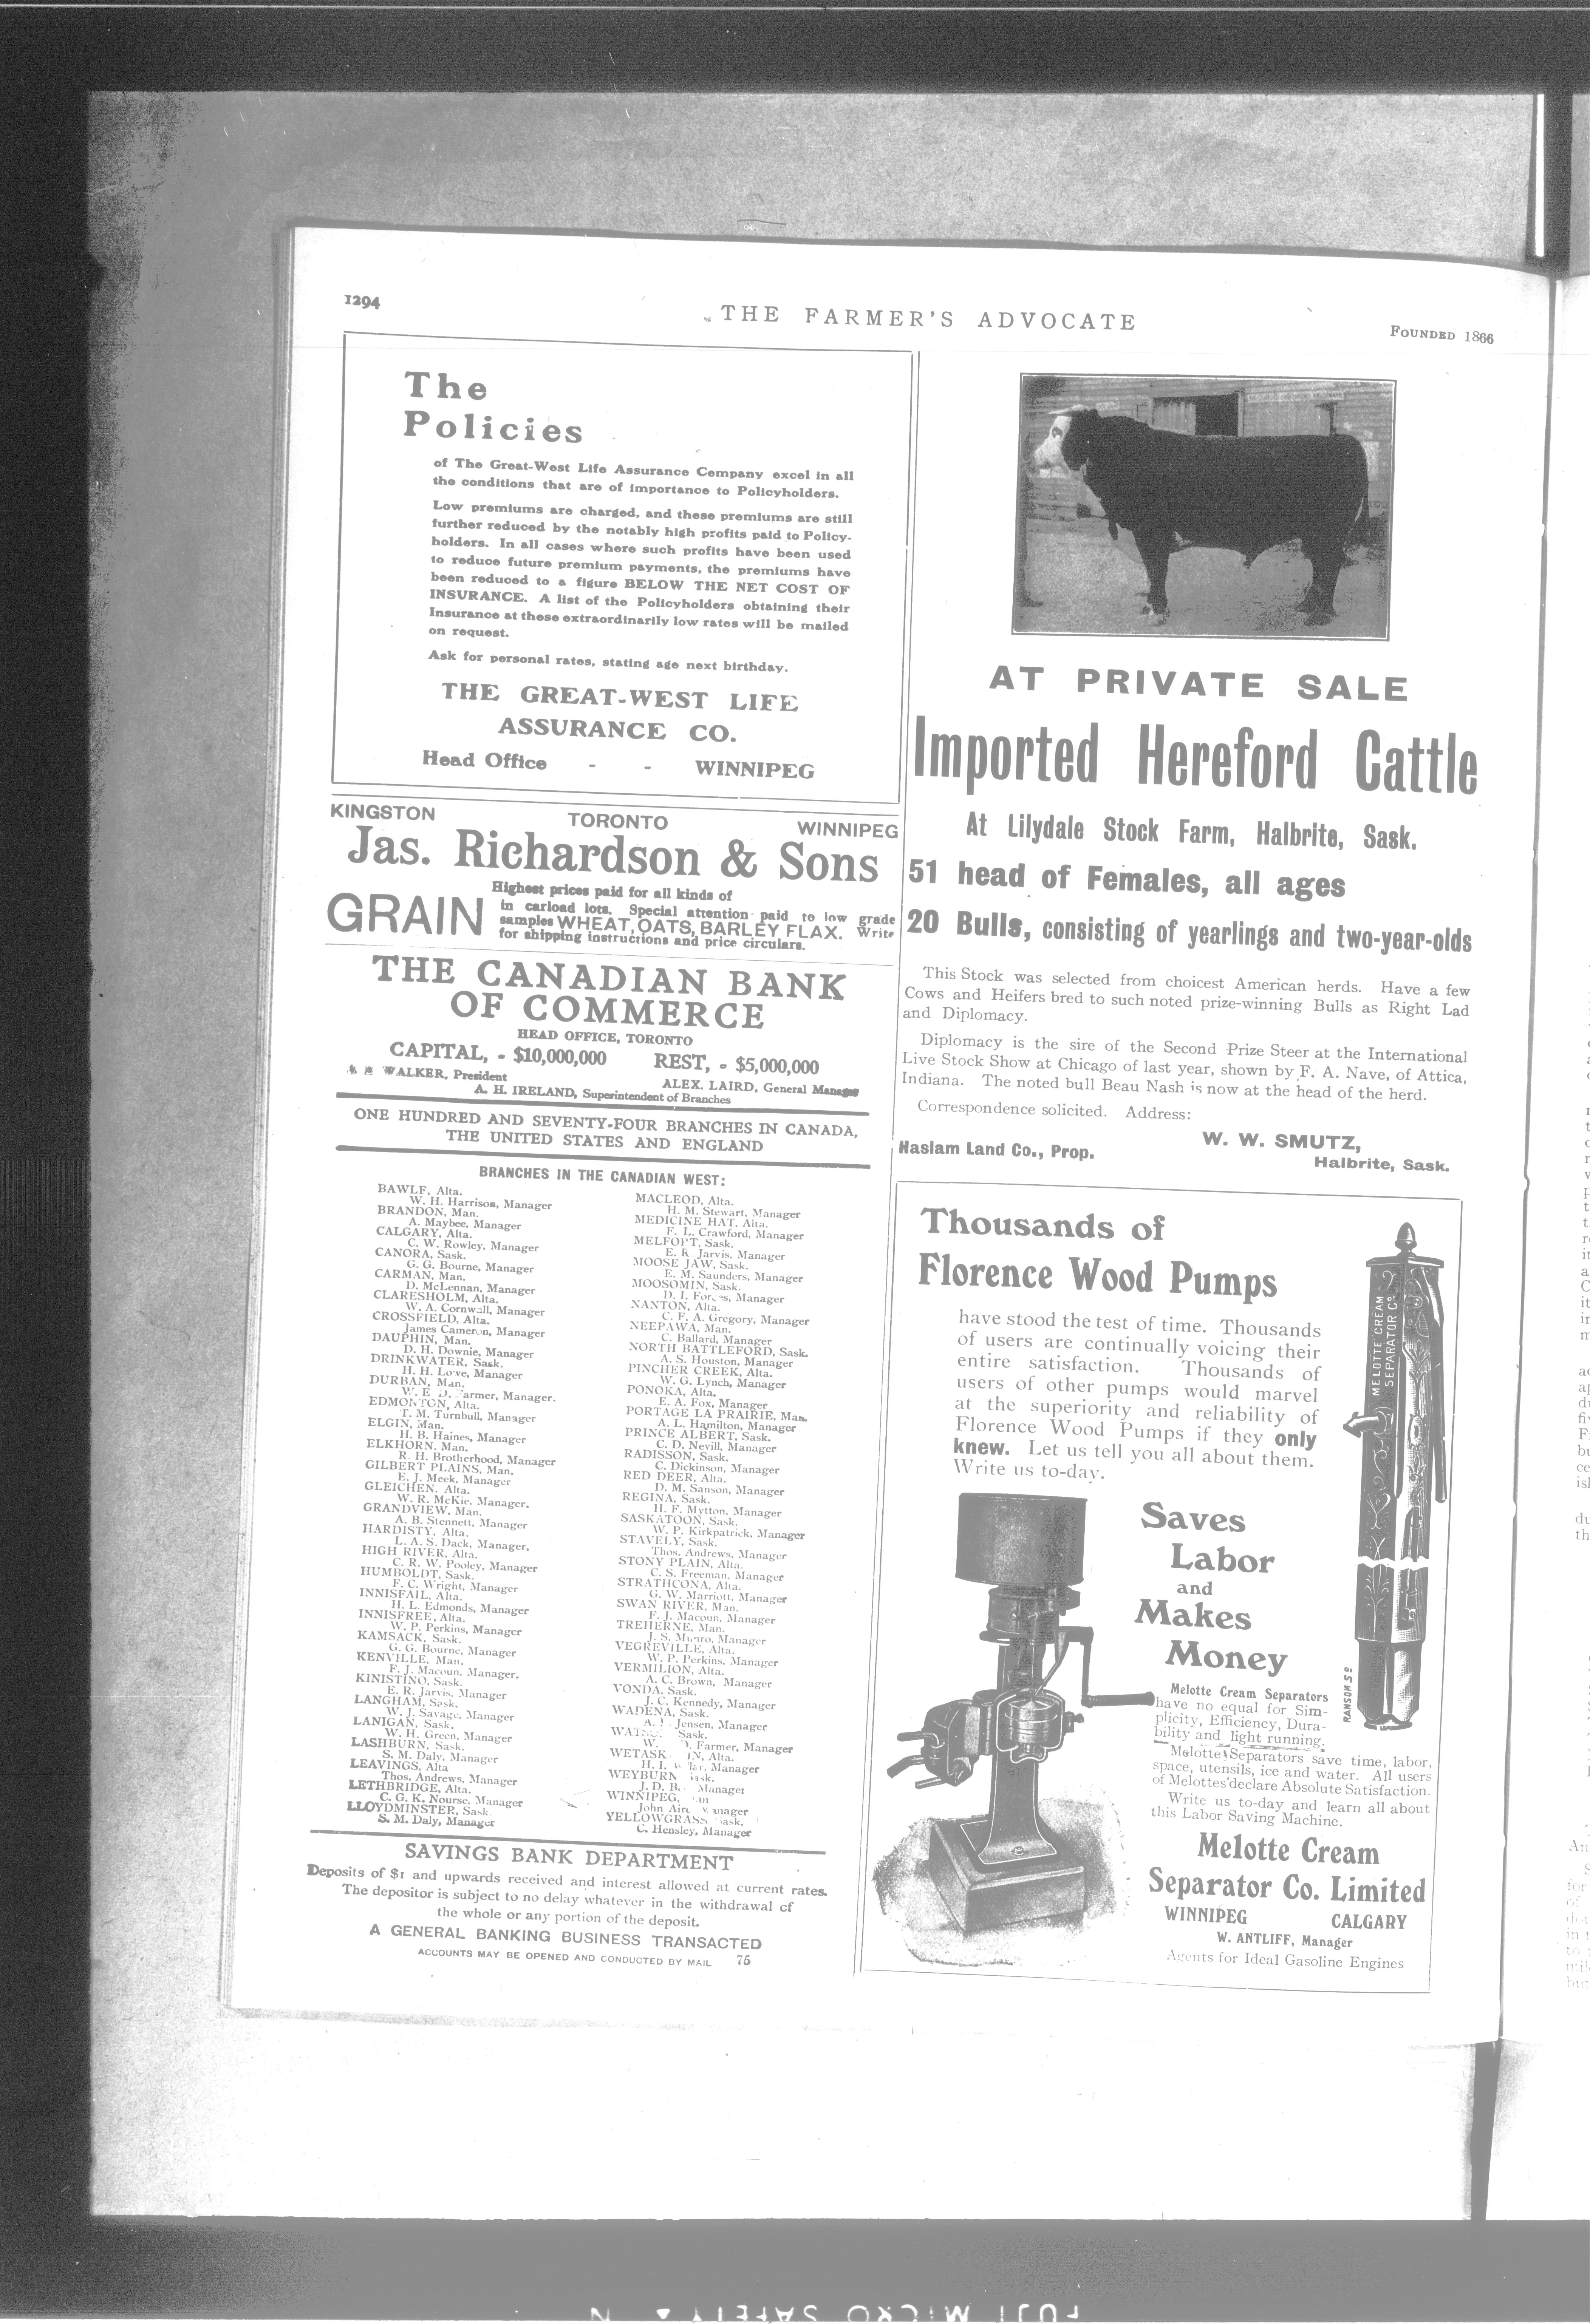 1294
THE FARMER'S ADVOCATE
FOUNDED 1866
The
Policies
of The Great-West Life Assurance Company excel in all
the conditions that are of importance to Policyholders.
Low premiums are charged, and these premiums are still
further reduced by the notably high profits paid to Policy-
holders. In all cases where such profits have been used
to reduce future premium payments, the premiums have
been reduced to a figure BELOW THE NET COST OF
INSURANCE. A list of the Policyholders obtaining their
Insurance at these extraordinarily low rates will be mailed
on request.
Ask for personal rates, stating age next birthday.
THE GREAT-WEST LIFE
ASSURANCE CO.
Head Office - - WINNIPEG
KINGSTON TORONTO WINNIPEG
Jas. Richardson & Sons
Highest prices paid for all kinds of
GRAIN in carload lots. Special attention paid to low grade
samples WHEAT, OATS, BARLEY FLAX. Write
for shipping instructions and price circulars.
THE CANADIAN BANK
OF COMMERCE
HEAD OFFICE, TORONTO
CAPITAL, - $10,000,000 REST, - $5,000,000
WALKER, President ALEX. LAIRD, General Manager
A. H. IRELAND, Superintendent of Branches
ONE HUNDRED AND SEVENTY-FOUR BRANCHES IN CANADA,
THE UNITED STATES AND ENGLAND
BRANCHES IN THE CANADIAN WEST:
BAWLF, Alta.
W. H. Harrison, Manager
BRANDON, Man.
A. Maybee, Manager
CALGARY, Alta.
C. W. Rowley, Manager
CANORA, Sask.
G. G. Bourne, Manager
CARMAN, Man.
D. McLennan, Manager
CLARESHOLM, Alta.
W. A. Cornwall, Manager
CROSSFIELD, Alta.
James Cameron, Manager
DAUPHIN, Man.
D. H. Downie, Manager
DRINKWATER, Sask.
H. H. Lowe, Manager
DURBAN, Man.
W. E. D. Farmer, Manager.
EDMONTON, Alta.
T. M. Turnbull, Manager
ELGIN, Man.
H. B. Haines, Manager
ELKHORN, Man.
R. H. Brotherhood, Manager
GILBERT PLAINS, Man.
E. J. Meek, Manager
GLEICHEN, Alta.
W. R. McKie, Manager.
GRANDVIEW, Man.
A. B. Stennett, Manager
HARDISTY, Alta.
L. A. S. Dack, Manager.
HIGH RIVER, Alta.
C. R. W. Pooley, Manager
HUMBOLDT, Sask.
F. C. Wright, Manager
INNISFAIL, Alta.
H. L. Edmonds, Manager
INNISFREE, Alta.
W. P. Perkins, Manager
KAMSACK, Sask.
G. G. Bourne, Manager
KENVILLE, Man.
F. J. Macoun, Manager.
KINISTINO, Sask.
E. R. Jarvis, Manager
LANGHAM, Sask.
W. J. Savage, Manager
LANIGAN, Sask.
W. H. Green, Manager
LASHBURN, Sask.
S. M. Daly, Manager
LEAVINGS, Alta
Thos. Andrews, Manager
LETHBRIDGE, Alta.
C. G. K. Nourse, Manager
LLOYDMINSTER, Sask.
S. M. Daly, Manager
MACLEOD, Alta.
H. M. Stewart, Manager
MEDICINE HAT, Alta.
F. L. Crawford, Manager
MELFORT, Sask.
E. R Jarvis, Manager
MOOSE JAW, Sask.
E. M. Saunders, Manager
MOOSOMIN, Sask.
D. I. Forbes, Manager
NANTON, Alta.
C. F. A. Gregory, Manager
NEEPAWA, Man.
C. Ballard, Manager
NORTH BATTLEFORD, Sask.
A. S. Houston, Manager
PINCHER CREEK, Alta.
W. G. Lynch, Manager
PONOKA, Alta.
E. A. Fox, Manager
PORTAGE LA PRAIRIE, Man.
A. L. Hamilton, Manager
PRINCE ALBERT, Sask.
C. D. Nevill, Manager
RADISSON, Sask.
C. Dickinson, Manager
RED DEER, Alta.
D. M. Sanson, Manager
REGINA, Sask.
H. F. Mytton, Manager
SASKATOON, Sask.
W. P. Kirkpatrick, Manager
STAVELY, Sask.
Thos. Andrews, Manager
STONY PLAIN, Alta.
C. S. Freeman, Manager
STRATHCONA, Alta.
G. W. Marriott, Manager
SWAN RIVER, Man.
F. J. Macoun, Manager
TREHERNE, Man.
J. S. Munro, Manager
VEGREVILLE, Alta.
W. P. Perkins, Manager
VERMILION, Alta.
A. C. Brown, Manager
VONDA, Sask.
J. C. Kennedy, Manager
WADENA, Sask.
A. Jensen, Manager
Sask.
W. Farmer, Manager
Alta.
H. I. Manager
WEYBURN Sask.
J. D. Manager
WINNIPEG,
John Manager
YELLOWGRASS Sask.
C. Hensley, Manager
SAVINGS BANK DEPARTMENT
Deposits of $1 and upwards received and interest allowed at current rates.
The depositor is subject to no delay whatever in the withdrawal of
the whole or any portion of the deposit.
A GENERAL BANKING BUSINESS TRANSACTED
ACCOUNTS MAY BE OPENED AND CONDUCTED BY MAIL 75
AT PRIVATE SALE
Imported Hereford Cattle
At Lilydale Stock Farm, Halbrite, Sask.
51 head of Females, all ages
20 Bulls, consisting of yearlings and two-year-olds
This Stock was selected from choicest American herds. Have a few
Cows and Heifers bred to such noted prize-winning Bulls as Right Lad
and Diplomacy.
Diplomacy is the sire of the Second Prize Steer at the International
Live Stock Show at Chicago of last year, shown by F. A. Nave, of Attica,
Indiana. The noted bull Beau Nash is now at the head of the herd.
Correspondence solicited. Address:
Haslam Land Co., Prop. W. W. SMUTZ,
Halbrite, Sask.
Thousands of
Florence Wood Pumps
have stood the test of time. Thousands
of users are continually voicing their
entire satisfaction. Thousands of
users of other pumps would marvel
at the superiority and reliability of
Florence Wood Pumps if they only
knew. Let us tell you all about them.
Write us to-day.
MELOTTE CREAM
SEPARATOR Co.
Saves
Labor
and
Makes
Money
RANSOM So
Melotte Cream Separators
have no equal for Sim-
plicity, Efficiency, Dura-
bility and light running.
Melotte Separators save time, labor,
space, utensils, ice and water. All users
of Melottes declare Absolute Satisfaction.
Write us to-day and learn all about
this Labor Saving Machine.
Melotte Cream
Separator Co. Limited
WINNIPEG CALGARY
W. ANTLIFF, Manager
Agents for Ideal Gasoline Engines
FUJI MICRO SAFETY ▲ N